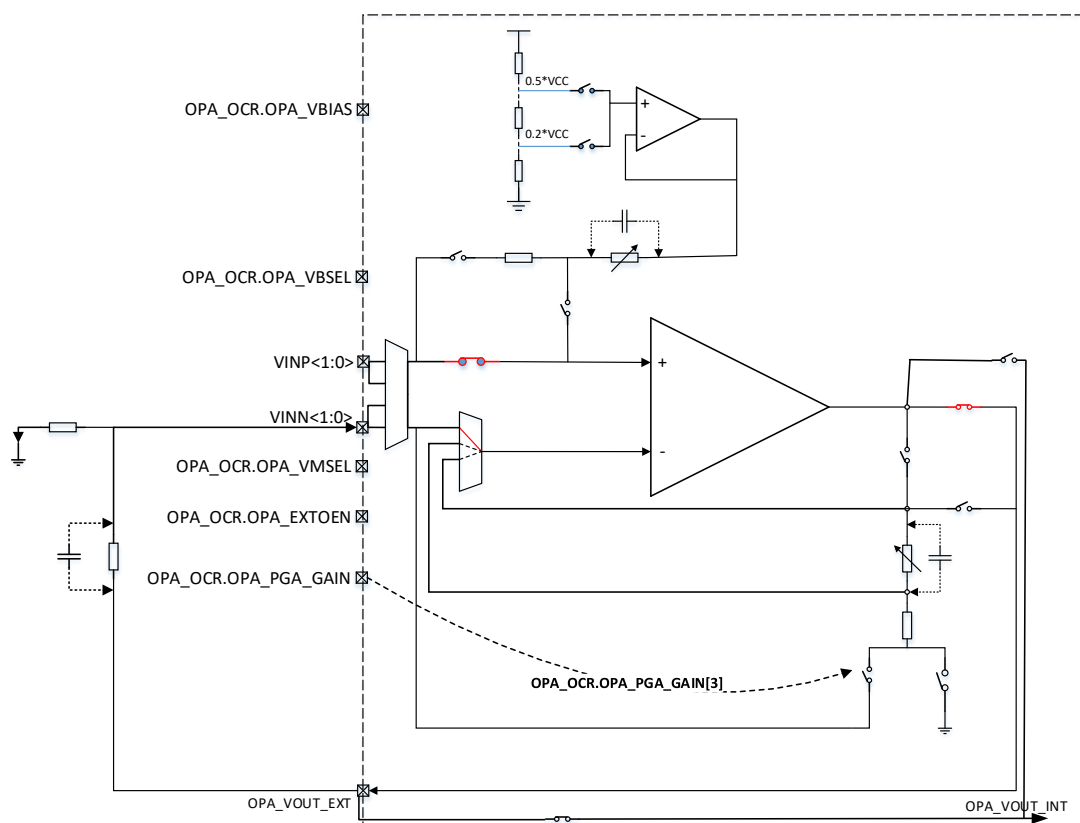 0.5*VCC
OPA_OCR.OPA_VBIAS
+
-
0.2*VCC
OPA_OCR.OPA_VBSEL
VINP<1:0>
+
VINN<1:0>
-
OPA_OCR.OPA_VMSEL
OPA_OCR.OPA_EXTOEN
OPA_OCR.OPA_PGA_GAIN
OPA_OCR.OPA_PGA_GAIN[3]
OPA_VOUT_EXT
OPA_VOUT_INT